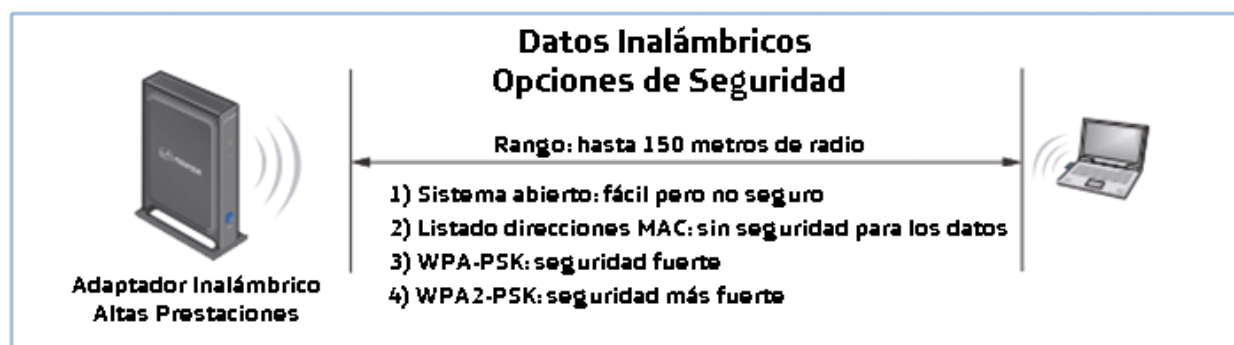 Datos Inalámbricos
Opciones de Seguridad
Rango: hasta 150 metros de radio
1) Sistema abierto: fácil pero no seguro
2) Listado direcciones MAC: sin seguridad para los datos
3) WPA-PSK: seguridad fuerte
4) WPA2-PSK: seguridad más fuerte
Adaptador Inalámbrico
Altas Prestaciones